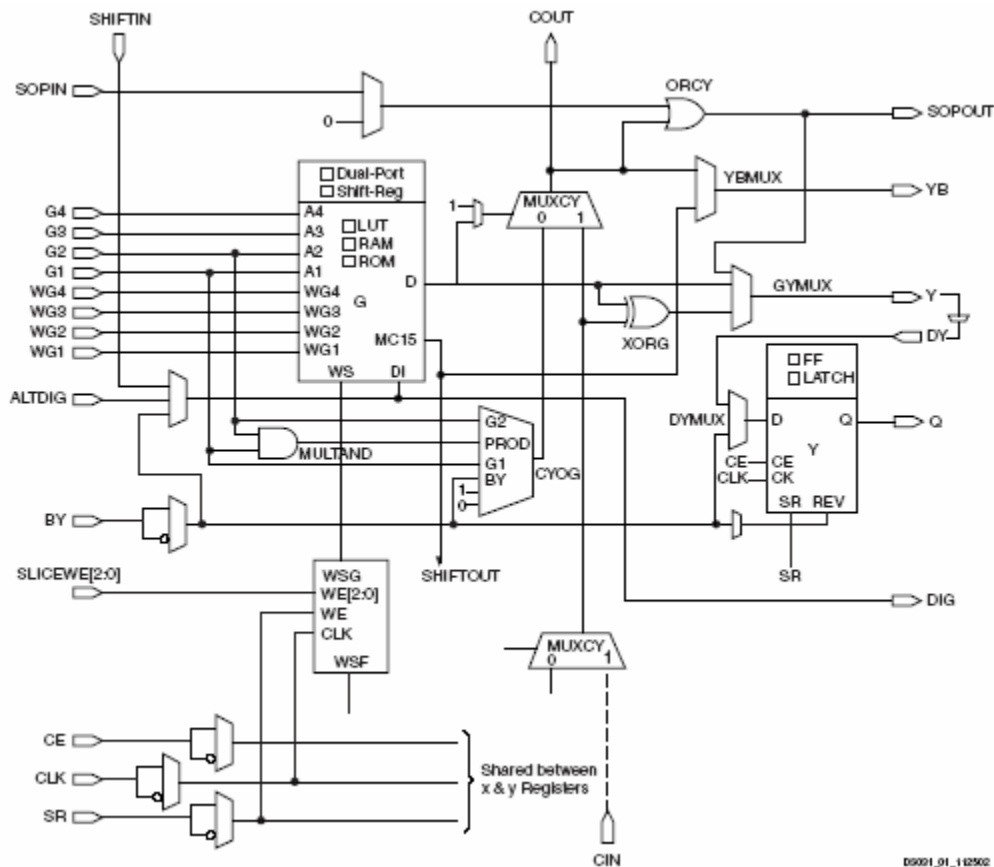 SHIFTIN
COUT
SOPIN
ORCY
SOPOUT
0
Dual-Port
Shift-Reg
YBMUX
YB
MUXCY
0 1
1
G4
A4
G3
A3
LUT
G2
A2
RAM
G1
A1
ROM
D
WG4
WG4
G
WG3
WG3
WG2
WG2
MC15
WG1
WG1
WS
DI
GYMUX
Y
XORG
DY
FF
LATCH
ALTDIG
DYMUX
D
Q
Q
Y
G2
PROD
MULTAND
G1
CYOG
BY
1
0
CE
CE
CLK
CK
SR REV
BY
SHIFTOUT
SR
SLICEWE[2:0]
WSG
WE[2:0]
WE
CLK
WSF
DIG
MUXCY
0 1
CE
CLK
SR
Shared between
x & y Registers
CIN
DS031_01_112502